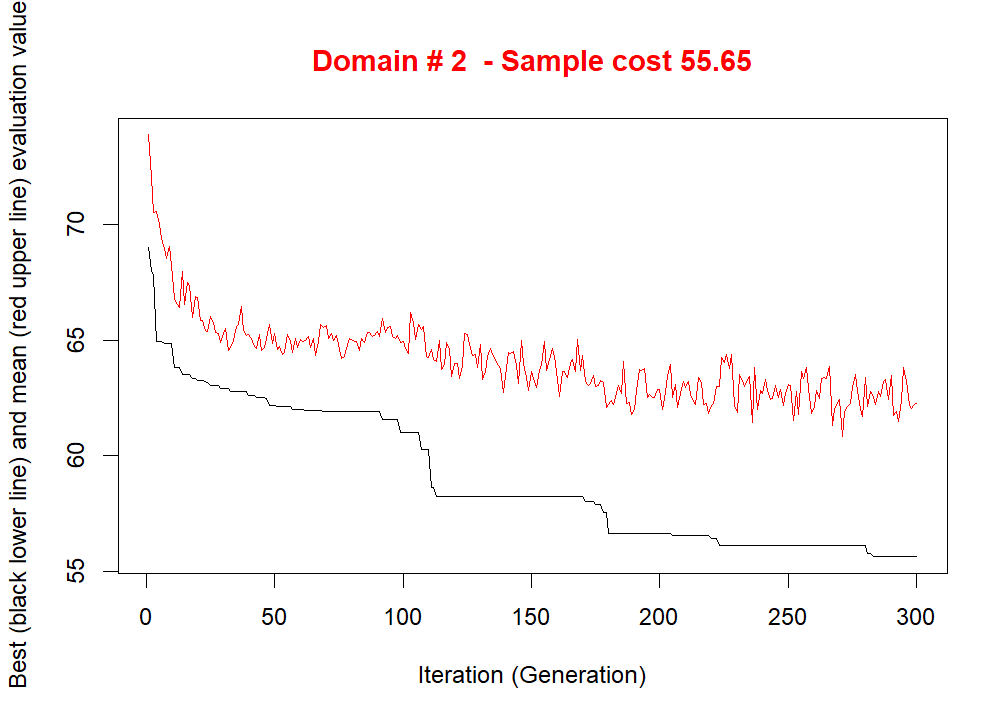 Domain # 2  - Sample cost 55.65
Best (black lower line) and mean (red upper line) evaluation value
70
65
60
55
0 50 100 150 200 250 300
Iteration (Generation)